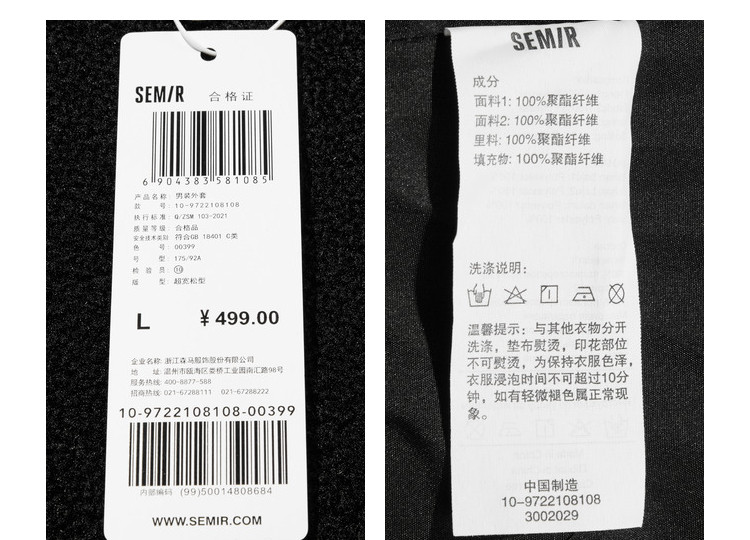 SEMIR 合格证
6 904383 581085
产品名称: 男装外套
款 号: 10-9722108108
执行标准: Q/ZSM 103-2021
质量等级: 合格品
安全技术类别: 符合GB 18401 C类
色 号: 00399
号 型: 175/92A
检 验 员: 10
版 型: 超宽松型
L ¥499.00
企业名称: 浙江森马服饰股份有限公司
地 址: 温州市瓯海区娄桥工业园南汇路98号
服务热线: 400-8877-588
招商热线: 021-67288111 021-67288222
10-9722108108-00399
内部编码 (99)50014808684
WWW.SEMIR.COM
SEMIR
成分
面料1: 100%聚酯纤维
面料2: 100%聚酯纤维
里料: 100%聚酯纤维
填充物: 100%聚酯纤维
洗涤说明:
温馨提示: 与其他衣物分开
洗涤, 垫布熨烫, 印花部位
不可熨烫, 为保持衣服色泽,
衣服浸泡时间不可超过10分
钟, 如有轻微褪色属正常现
象。
中国制造
10-9722108108
3002029